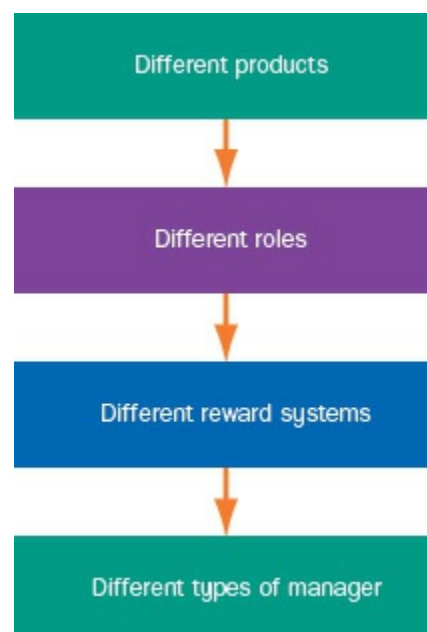 Different products
Different roles
Different reward systems
Different types of manager